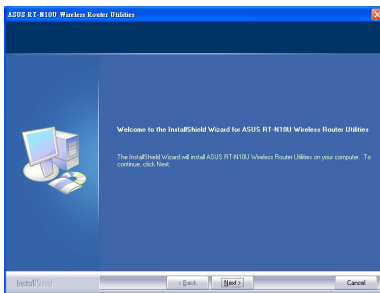 ASUS RT-N10U Wireless Router Utilities
Welcome to the InstallShield Wizard for ASUS RT-N10U Wireless Router Utilities
The InstallShield Wizard will install ASUS RT-N10U Wireless Router Utilities on your computer. To
continue, click Next.
InstallShield
< Back
Next >
Cancel